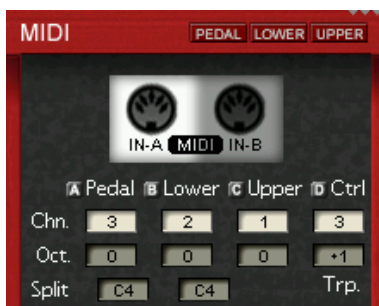 MIDI PEDAL LOWER UPPER
IN-A MIDI IN-B
A Pedal B Lower C Upper D Ctrl
Chn. 3 2 1 3
Oct. 0 0 0 +1
Split C4 C4 Trp.